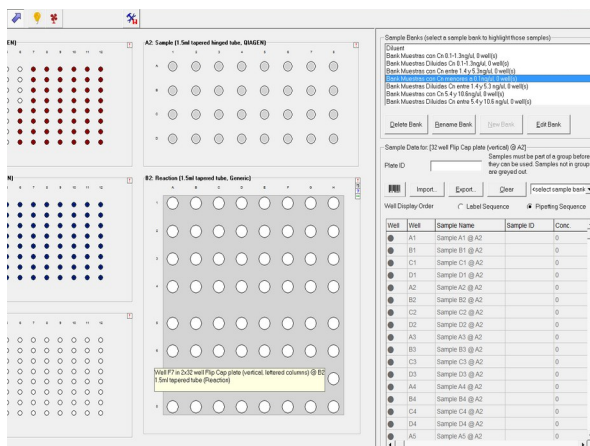 EN)
A2: Sample (1.5ml tapered hinged tube, QIAGEN)
B2: Reaction (1.5ml tapered tube, Generic)
Well F7 in 2x32 well Flip Cap plate (vertical, lettered columns) @ B2
1.5ml tapered tube (Reaction)
Sample Banks (select a sample bank to highlight those samples)
Diluent
Bank Muestras con Cn 0.1-1.3ng/ul, 0 well(s)
Bank Muestras Diluidas Cn 0.1-1.3ng/ul, 0 well(s)
Bank Muestras con Cn entre 1.4 y 5.3ng/ul, 0 well(s)
Bank Muestras con Cn menores a 0.1ng/ul, 0 well(s)
Bank Muestras Diluidas Cn entre 1.4 y 5.3 ng/ul, 0 well(s)
Bank Muestras con Cn 5.4 y 10.6ng/ul, 0 well(s)
Bank Muestras Diluidas Cn entre 5.4 y 10.6 ng/ul, 0 well(s)
Delete Bank Rename Bank New Bank Edit Bank
Sample Data for: [32 well Flip Cap plate (vertical) @ A2]
Plate ID
Samples must be part of a group before
they can be used. Samples not in group
are greyed out.
Import... Export... Clear <select sample bank
Well Display Order Label Sequence Pipetting Sequence
Well Well Sample Name Sample ID Conc.
A1 Sample A1 @ A2 0
B1 Sample B1 @ A2 0
C1 Sample C1 @ A2 0
D1 Sample D1 @ A2 0
A2 Sample A2 @ A2 0
B2 Sample B2 @ A2 0
C2 Sample C2 @ A2 0
D2 Sample D2 @ A2 0
A3 Sample A3 @ A2 0
B3 Sample B3 @ A2 0
C3 Sample C3 @ A2 0
D3 Sample D3 @ A2 0
A4 Sample A4 @ A2 0
B4 Sample B4 @ A2 0
C4 Sample C4 @ A2 0
D4 Sample D4 @ A2 0
A5 Sample A5 @ A2 0